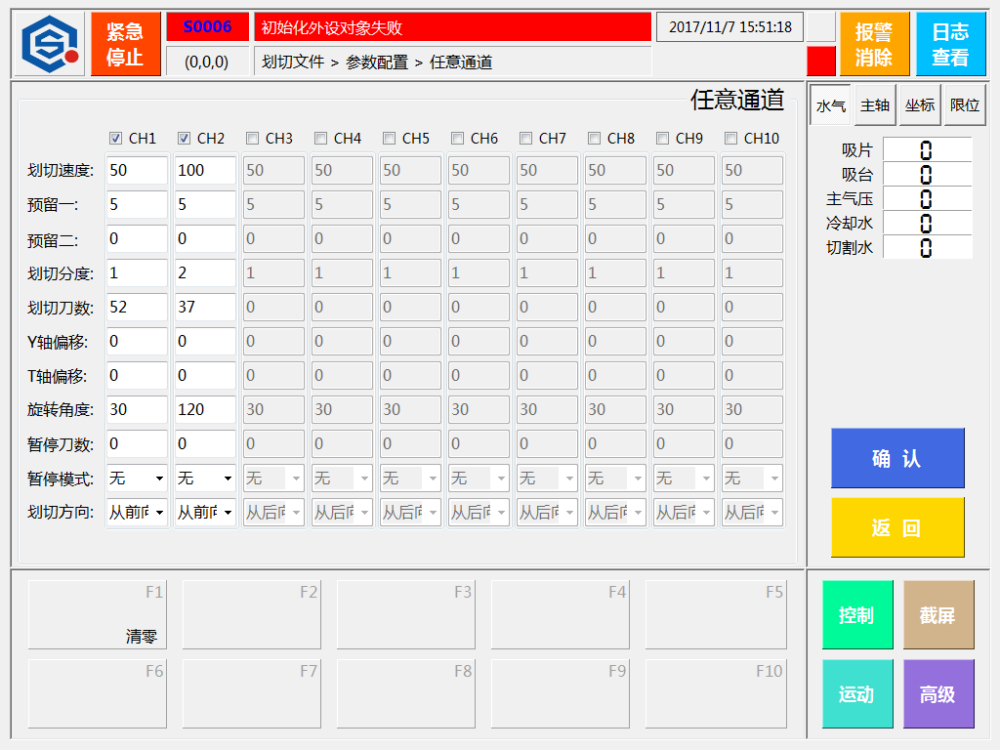 紧急停止
S0006
初始化外设对象失败
2017/11/7 15:51:18
报警消除
日志查看
(0,0,0)
划切文件 > 参数配置 > 任意通道
任意通道
水气 主轴 坐标 限位
CH1 CH2 CH3 CH4 CH5 CH6 CH7 CH8 CH9 CH10
划切速度: 50 100 50 50 50 50 50 50 50 50
预留一: 5 5 5 5 5 5 5 5 5 5
预留二: 0 0 0 0 0 0 0 0 0 0
划切分度: 1 2 1 1 1 1 1 1 1 1
划切刀数: 52 37 0 0 0 0 0 0 0 0
Y轴偏移: 0 0 0 0 0 0 0 0 0 0
T轴偏移: 0 0 0 0 0 0 0 0 0 0
旋转角度: 30 120 30 30 30 30 30 30 30 30
暂停刀数: 0 0 0 0 0 0 0 0 0 0
暂停模式: 无 无 无 无 无 无 无 无 无 无
划切方向: 从前向 从前向 从后向 从后向 从后向 从后向 从后向 从后向 从后向 从后向
吸片 0
吸台 0
主气压 0
冷却水 0
切割水 0
确 认
返 回
F1 F2 F3 F4 F5
清零
F6 F7 F8 F9 F10
控制 截屏
运动 高级